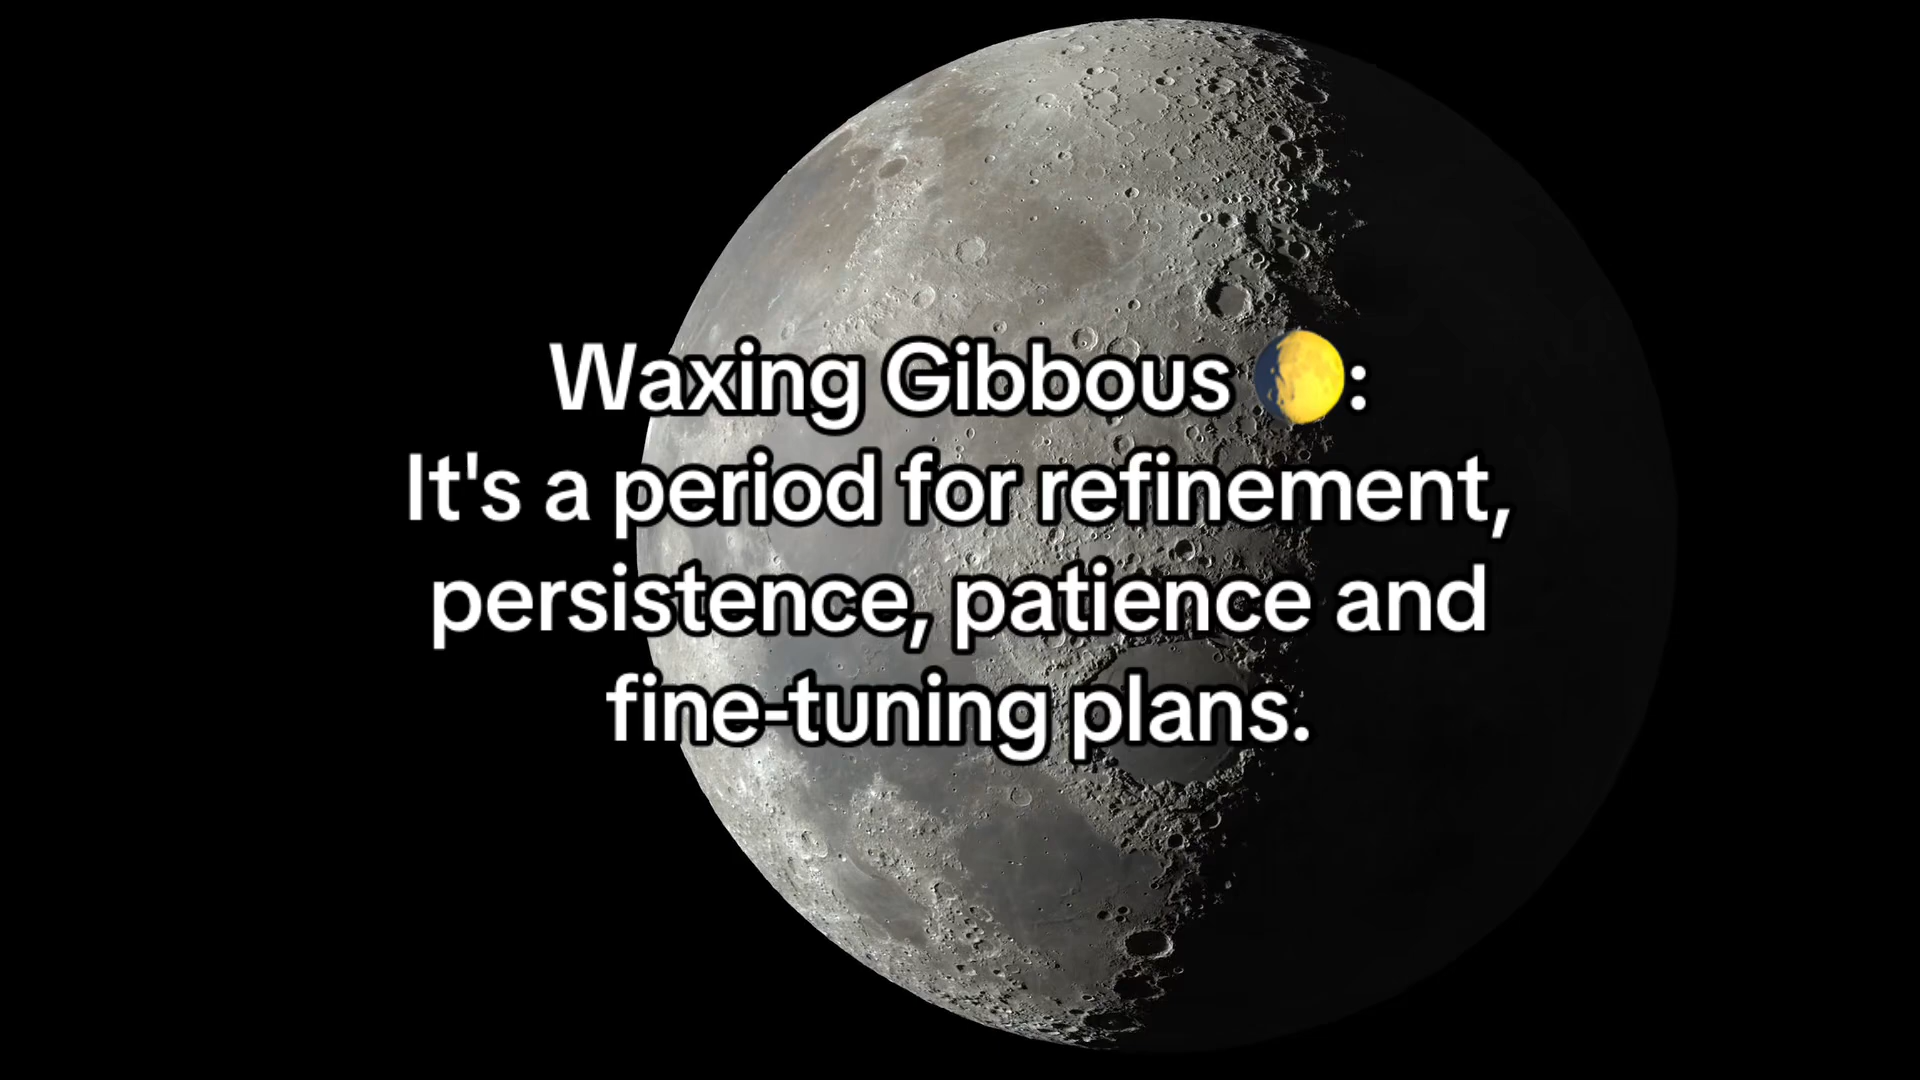 Waxing Gibbous 🌔:
It's a period for refinement,
persistence, patience and
fine-tuning plans.